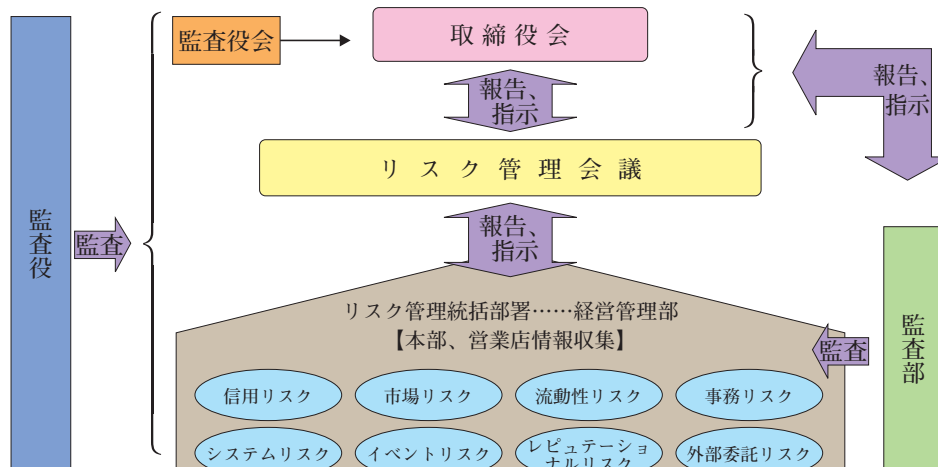 監査役会
取締役会
報告、
指示
報告、
指示
リスク管理会議
監査役
監査
報告、
指示
リスク管理統括部署……経営管理部
【本部、営業店情報収集】
監査
監査部
信用リスク
市場リスク
流動性リスク
事務リスク
システムリスク
イベントリスク
レピュテーショ
ナルリスク
外部委託リスク